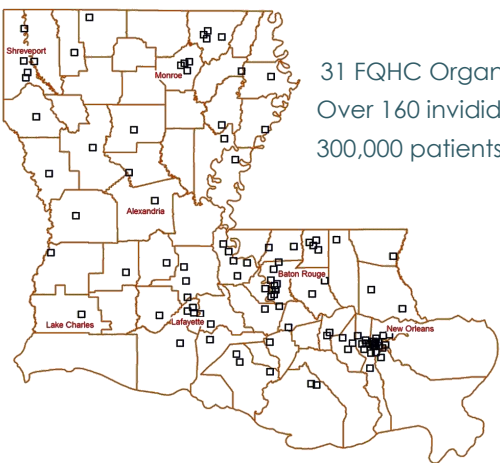 31 FQHC Organ
Over 160 invidid
300,000 patients
Shreveport
Monroe
Alexandria
Baton Rouge
Lake Charles
Lafayette
New Orleans